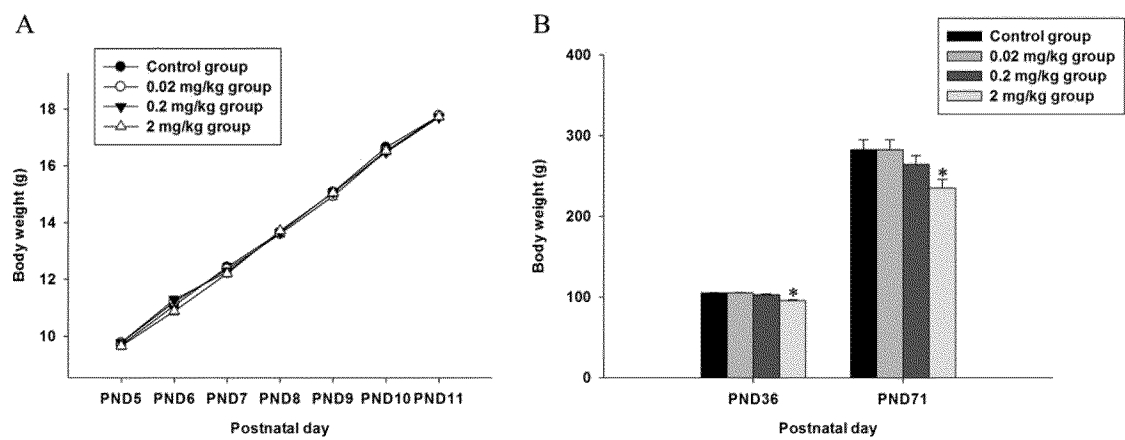 A
Control group
0.02 mg/kg group
0.2 mg/kg group
2 mg/kg group
18
16
14
12
10
Body weight (g)
PND5 PND6 PND7 PND8 PND9 PND10 PND11
Postnatal day
B
Control group
0.02 mg/kg group
0.2 mg/kg group
2 mg/kg group
400
300
200
100
0
Body weight (g)
*
*
PND36 PND71
Postnatal day